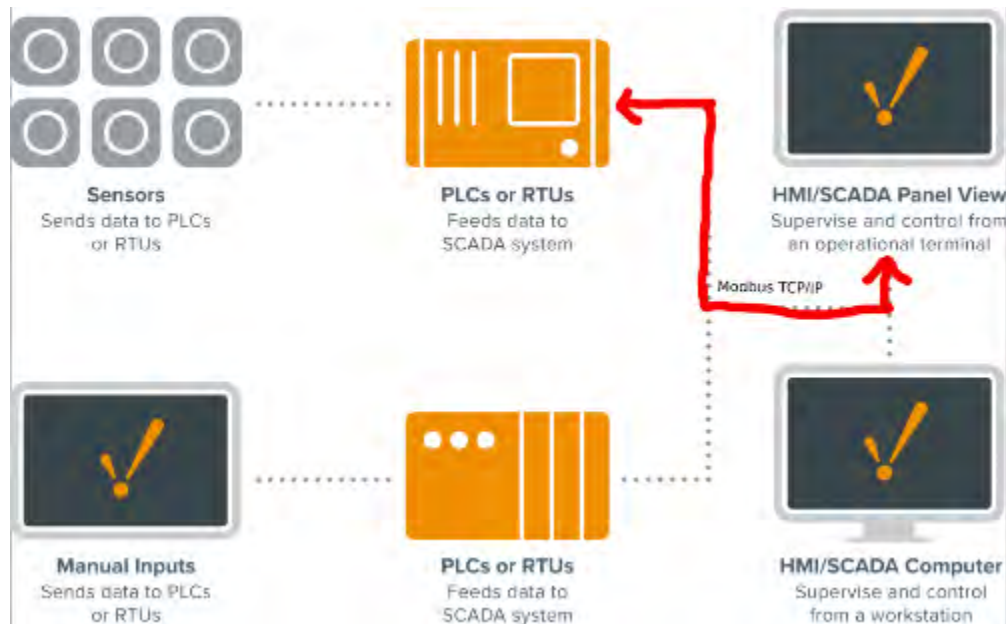 Sensors
Sends data to PLCs
or RTUs
PLCs or RTUs
Feeds data to
SCADA system
HMI/SCADA Panel View
Supervise and control from
an operational terminal
Modbus TCP/IP
Manual Inputs
Sends data to PLCs
or RTUs
PLCs or RTUs
Feeds data to
SCADA system
HMI/SCADA Computer
Supervise and control
from a workstation